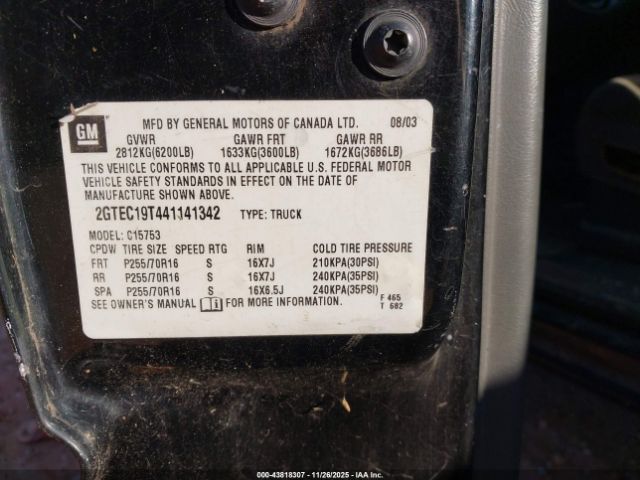 GM
MFD BY GENERAL MOTORS OF CANADA LTD. 08/03
GVWR GAWR FRT GAWR RR
2812KG(6200LB) 1633KG(3600LB) 1672KG(3686LB)
THIS VEHICLE CONFORMS TO ALL APPLICABLE U.S. FEDERAL MOTOR
VEHICLE SAFETY STANDARDS IN EFFECT ON THE DATE OF
MANUFACTURE SHOWN ABOVE.
2GTEC19T441141342 TYPE: TRUCK
MODEL: C15753
CPDW TIRE SIZE SPEED RTG RIM COLD TIRE PRESSURE
FRT P255/70R16 S 16X7J 210KPA(30PSI)
RR P255/70R16 S 16X7J 240KPA(35PSI)
SPA P255/70R16 S 16X6.5J 240KPA(35PSI)
SEE OWNER'S MANUAL FOR MORE INFORMATION. F 465
T 682
000-43818307 - 11/26/2025 - IAAI.com